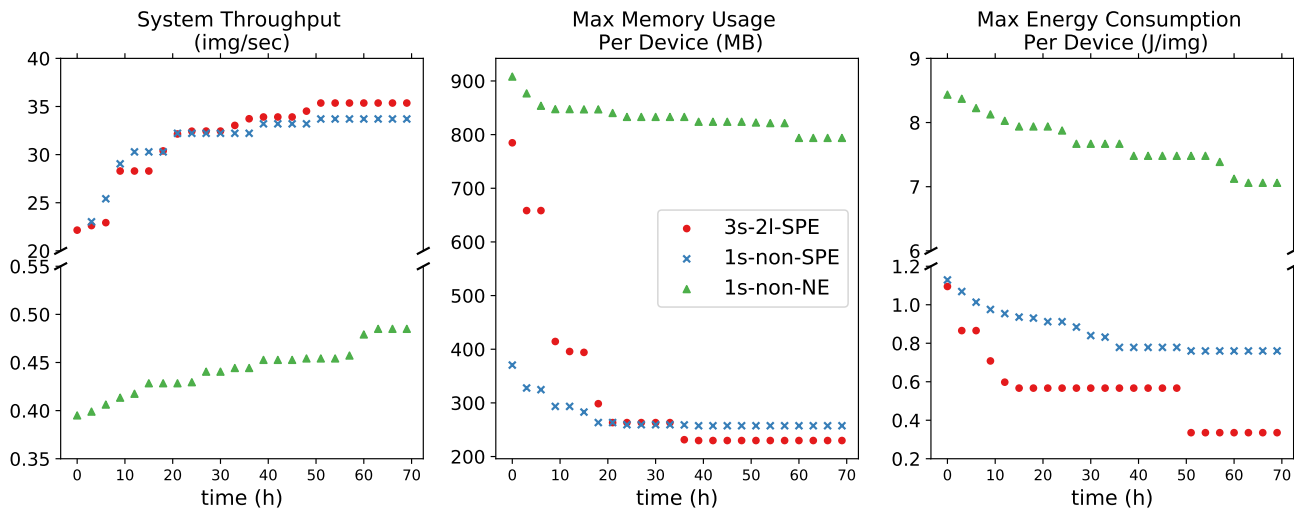 System Throughput
(img/sec)
40
35
30
25
20
0.55
0.50
0.45
0.40
0.35
0 10 20 30 40 50 60 70
time (h)
Max Memory Usage
Per Device (MB)
900
800
700
600
500
400
300
200
3s-2l-SPE
1s-non-SPE
1s-non-NE
0 10 20 30 40 50 60 70
time (h)
Max Energy Consumption
Per Device (J/img)
9
8
7
6
1.2
1.0
0.8
0.6
0.4
0.2
0 10 20 30 40 50 60 70
time (h)